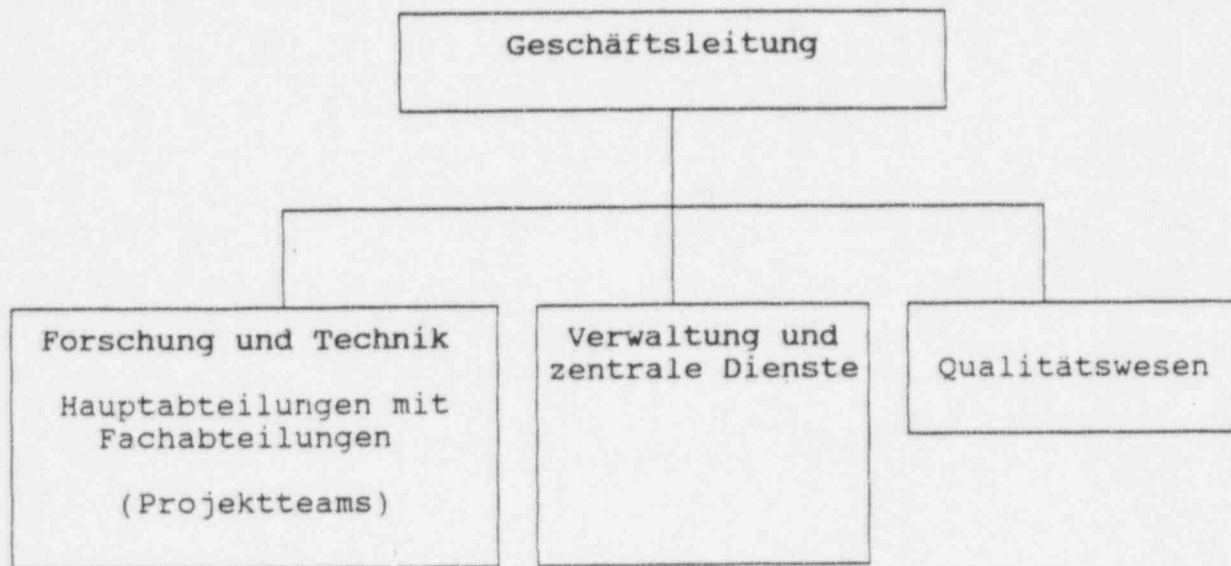 Geschäftsleitung
Forschung und Technik
Hauptabteilungen mit
Fachabteilungen
(Projektteams)
Verwaltung und
zentrale Dienste
Qualitätswesen